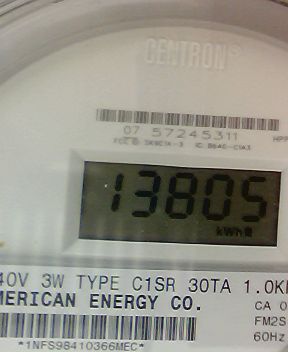 CENTRON®
07 57245311
13805
kWh
40V 3W TYPE C1SR 30TA 1.0K
MERICAN ENERGY CO.
CA 0
FM2S
60Hz
*1NFS98410366MEC*